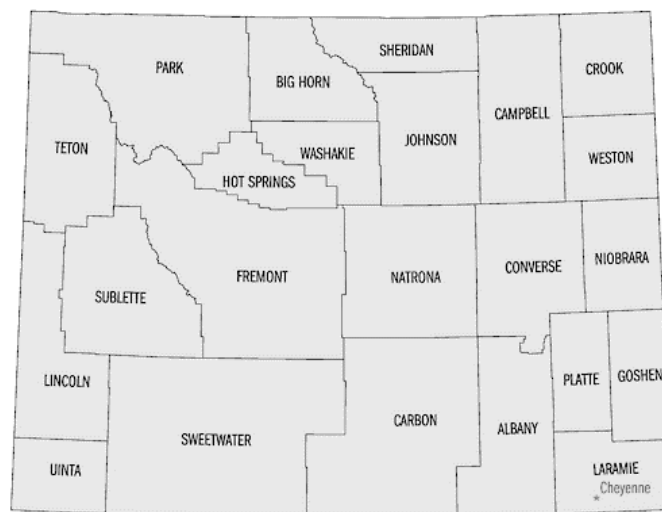 SHERIDAN
PARK
BIG HORN
CROOK
CAMPBELL
JOHNSON
TETON
WASHAKIE
WESTON
HOT SPRINGS
FREMONT
NATRONA
CONVERSE
NIOBRARA
SUBLETTE
LINCOLN
PLATTE
GOSHEN
CARBON
ALBANY
SWEETWATER
UINTA
LARAMIE
Cheyenne